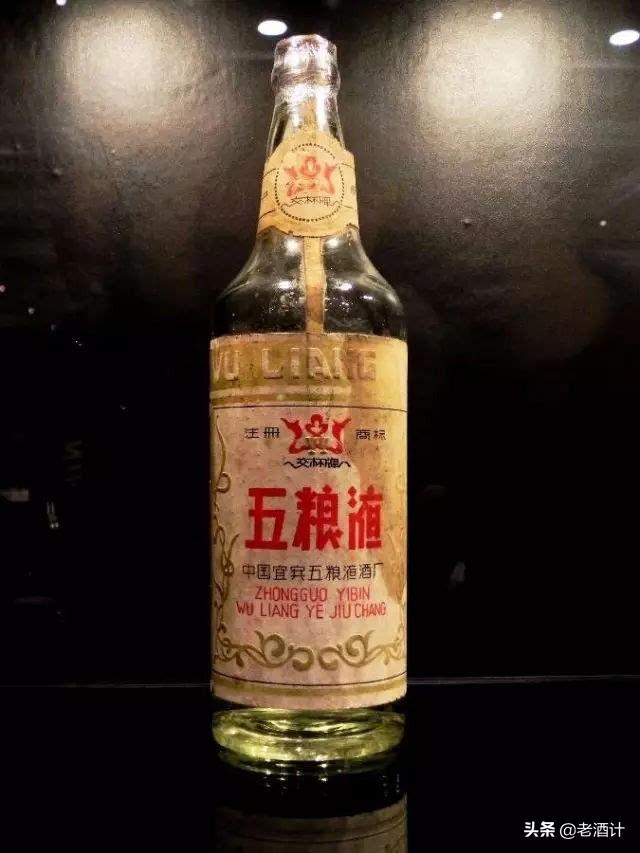 交杯牌
WU LIANG
注册 商标
交杯牌
五粮液
中国宜宾五粮液酒厂
ZHONGGUO YIBIN
WU LIANG YE JIU CHANG
头条 @老酒计